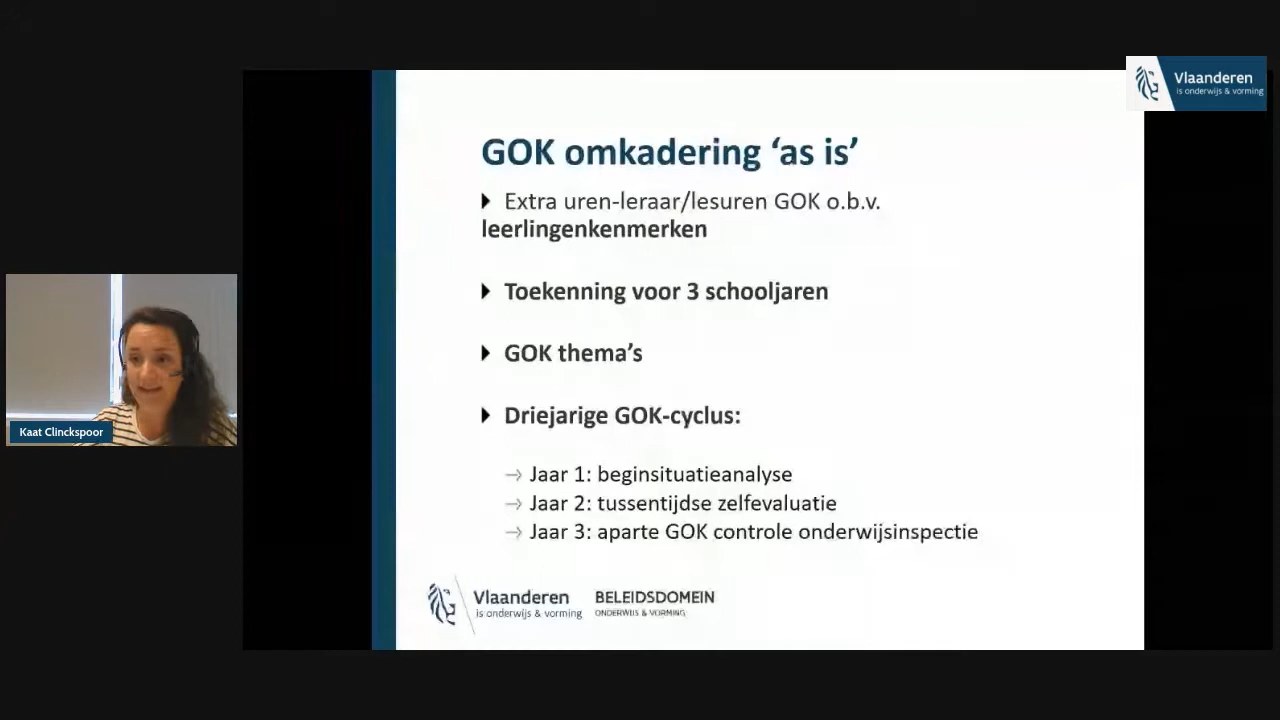 Vlaanderen
is onderwijs & vorming
GOK omkadering ‘as is’
Extra uren-leraar/lesuren GOK o.b.v.
leerlingenkenmerken
Toekenning voor 3 schooljaren
GOK thema’s
Driejarige GOK-cyclus:
→ Jaar 1: beginsituatieanalyse
→ Jaar 2: tussentijdse zelfevaluatie
→ Jaar 3: aparte GOK controle onderwijsinspectie
Kaat Clinckspoor
Vlaanderen
is onderwijs & vorming
BELEIDSDOMEIN
ONDERWIJS & VORMING